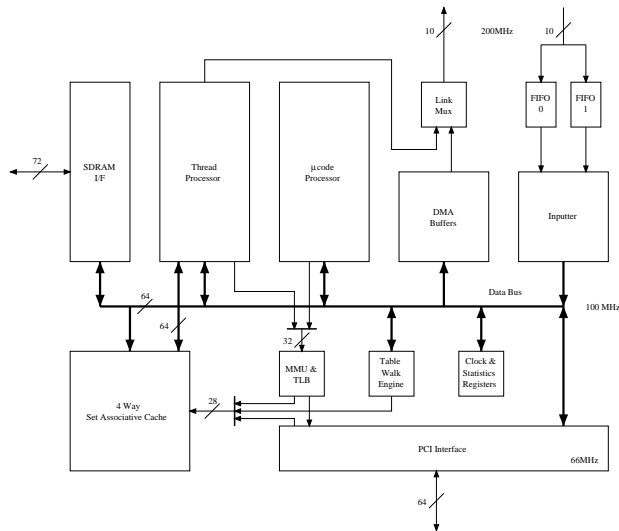 10
200MHz
10
Link
Mux
FIFO
0
FIFO
1
72
SDRAM
I/F
Thread
Processor
µcode
Processor
DMA
Buffers
Inputter
64
Data Bus
64
100 MHz
32
4 Way
Set Associative Cache
28
MMU &
TLB
Table
Walk
Engine
Clock &
Statistics
Registers
PCI Interface
66MHz
64